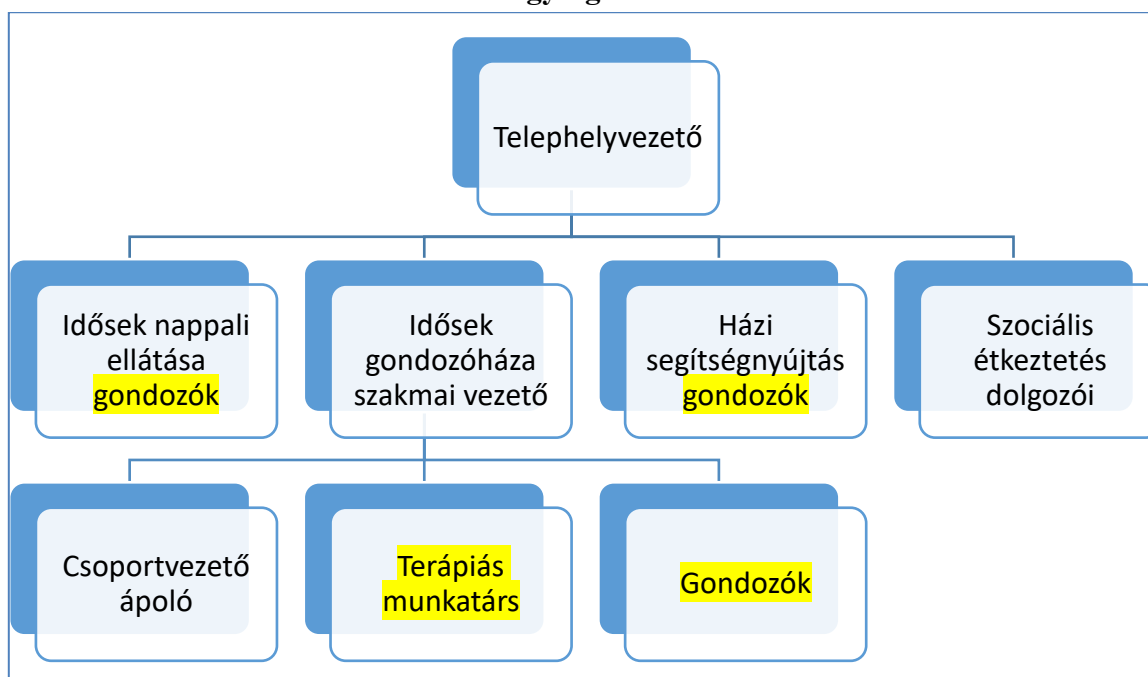 Telephelyvezető
Idősek nappali
ellátása
gondozók
Idősek
gondozóháza
szakmai vezető
Házi
segítségnyújtás
gondozók
Szociális
étkeztetés
dolgozói
Csoportvezető
ápoló
Terápiás
munkatárs
Gondozók